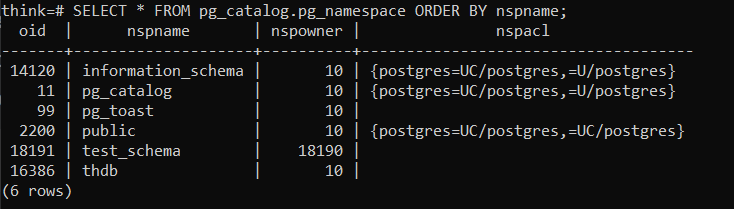 think=# SELECT * FROM pg_catalog.pg_namespace ORDER BY nspname;
  oid  |      nspname       | nspowner |               nspacl
-------+--------------------+----------+-------------------------------------
 14120 | information_schema |       10 | {postgres=UC/postgres,=U/postgres}
    11 | pg_catalog         |       10 | {postgres=UC/postgres,=U/postgres}
    99 | pg_toast           |       10 |
  2200 | public             |       10 | {postgres=UC/postgres,=UC/postgres}
 18191 | test_schema        |    18190 |
 16386 | thdb               |       10 |
(6 rows)